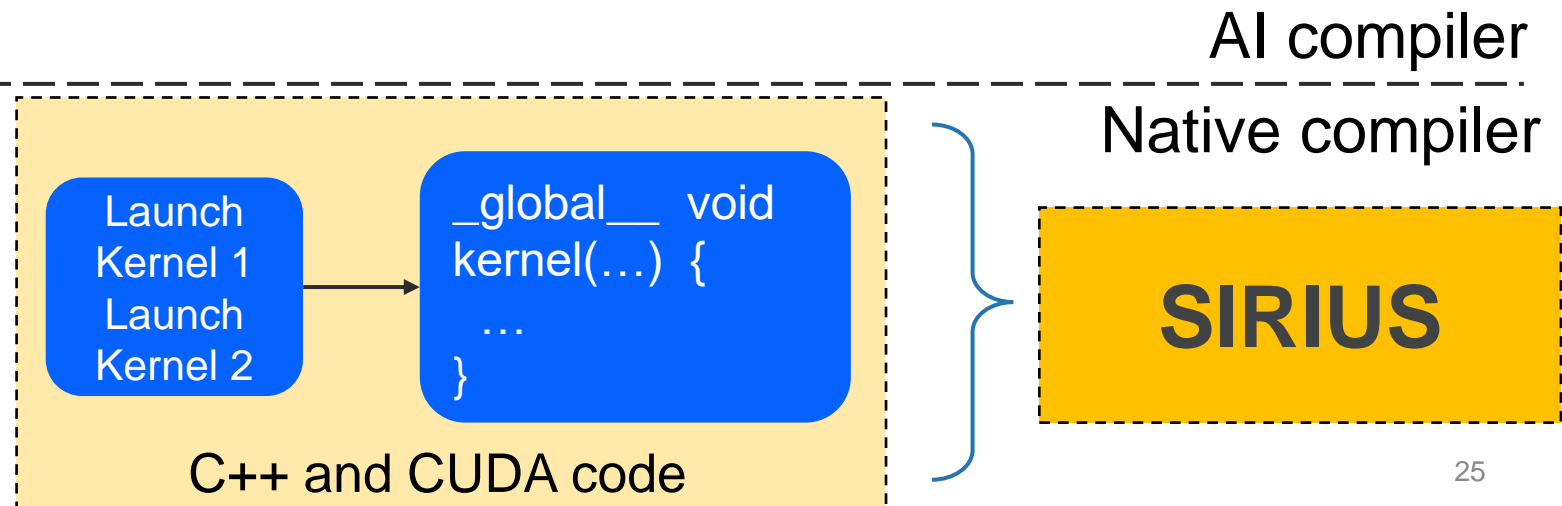 AI compiler
Native compiler
Launch
Kernel 1
Launch
Kernel 2
_global__ void
kernel(…) {
…
}
SIRIUS
C++ and CUDA code
25